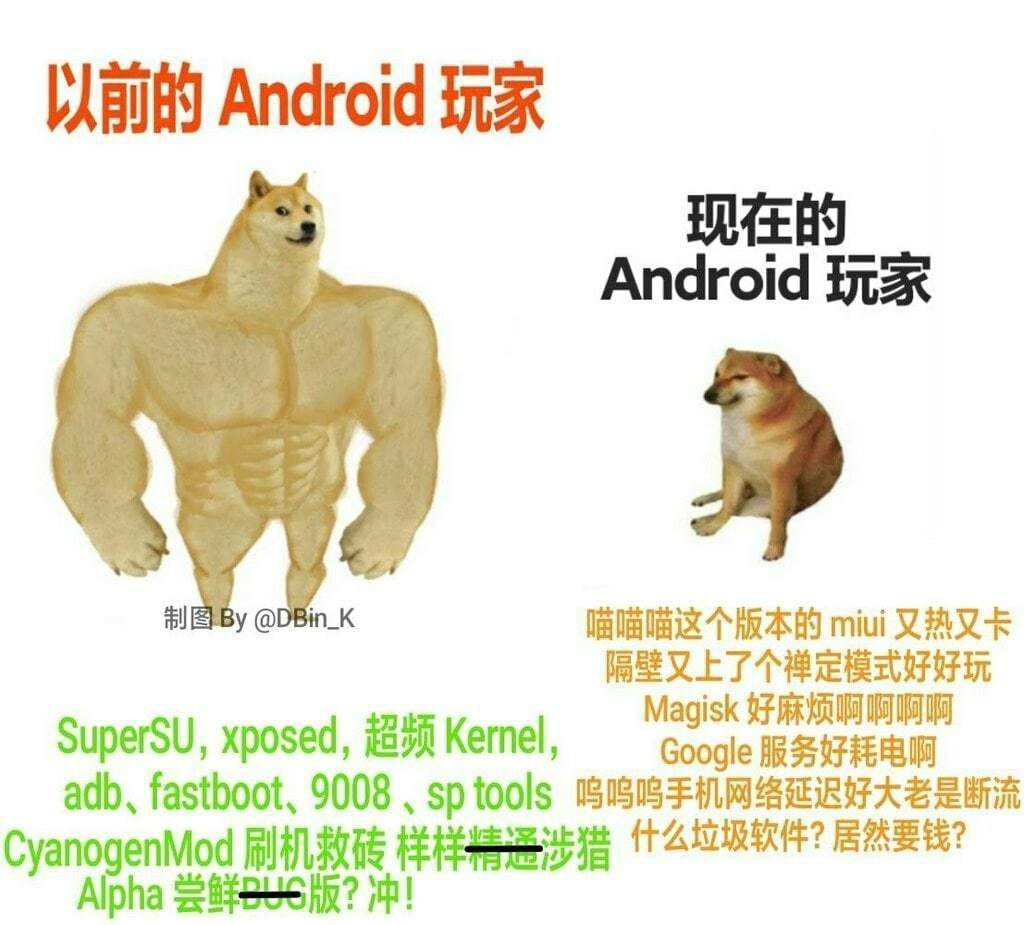 以前的 Android 玩家
现在的
Android 玩家
制图 By @DBin_K
SuperSU, xposed, 超频 Kernel,
adb、fastboot、9008 、sp tools
CyanogenMod 刷机救砖 样样精通涉猎
Alpha 尝鲜BUG版? 冲!
喵喵喵这个版本的 miui 又热又卡
隔壁又上了个禅定模式好好玩
Magisk 好麻烦啊啊啊啊
Google 服务好耗电啊
呜呜呜手机网络延迟好大老是断流
什么垃圾软件? 居然要钱?